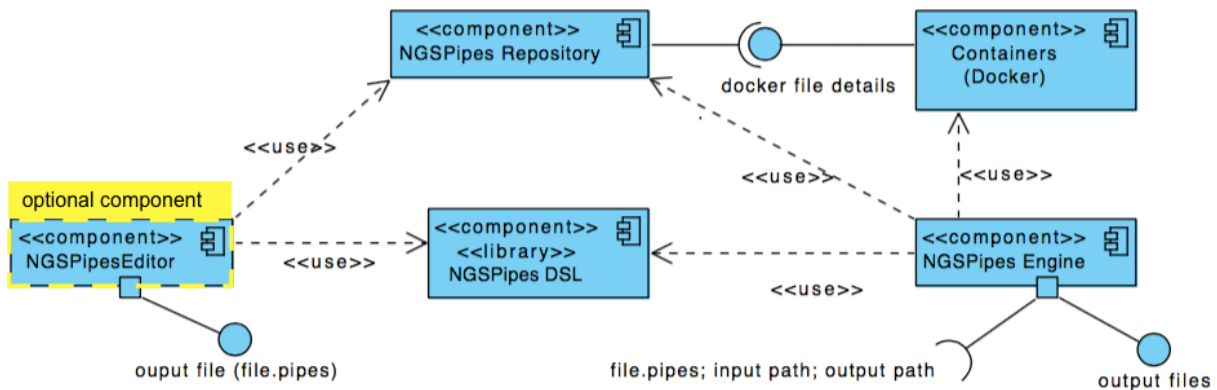 <<component>>
NGSPipes Repository
<<component>>
Containers
(Docker)
docker file details
<<use>>
<<use>>
<<use>>
optional component
<<component>>
NGSPipesEditor
<<use>>
<<component>>
<<library>>
NGSPipes DSL
<<use>>
<<component>>
NGSPipes Engine
ouput file (file.pipes)
file.pipes; input path; output path
output files